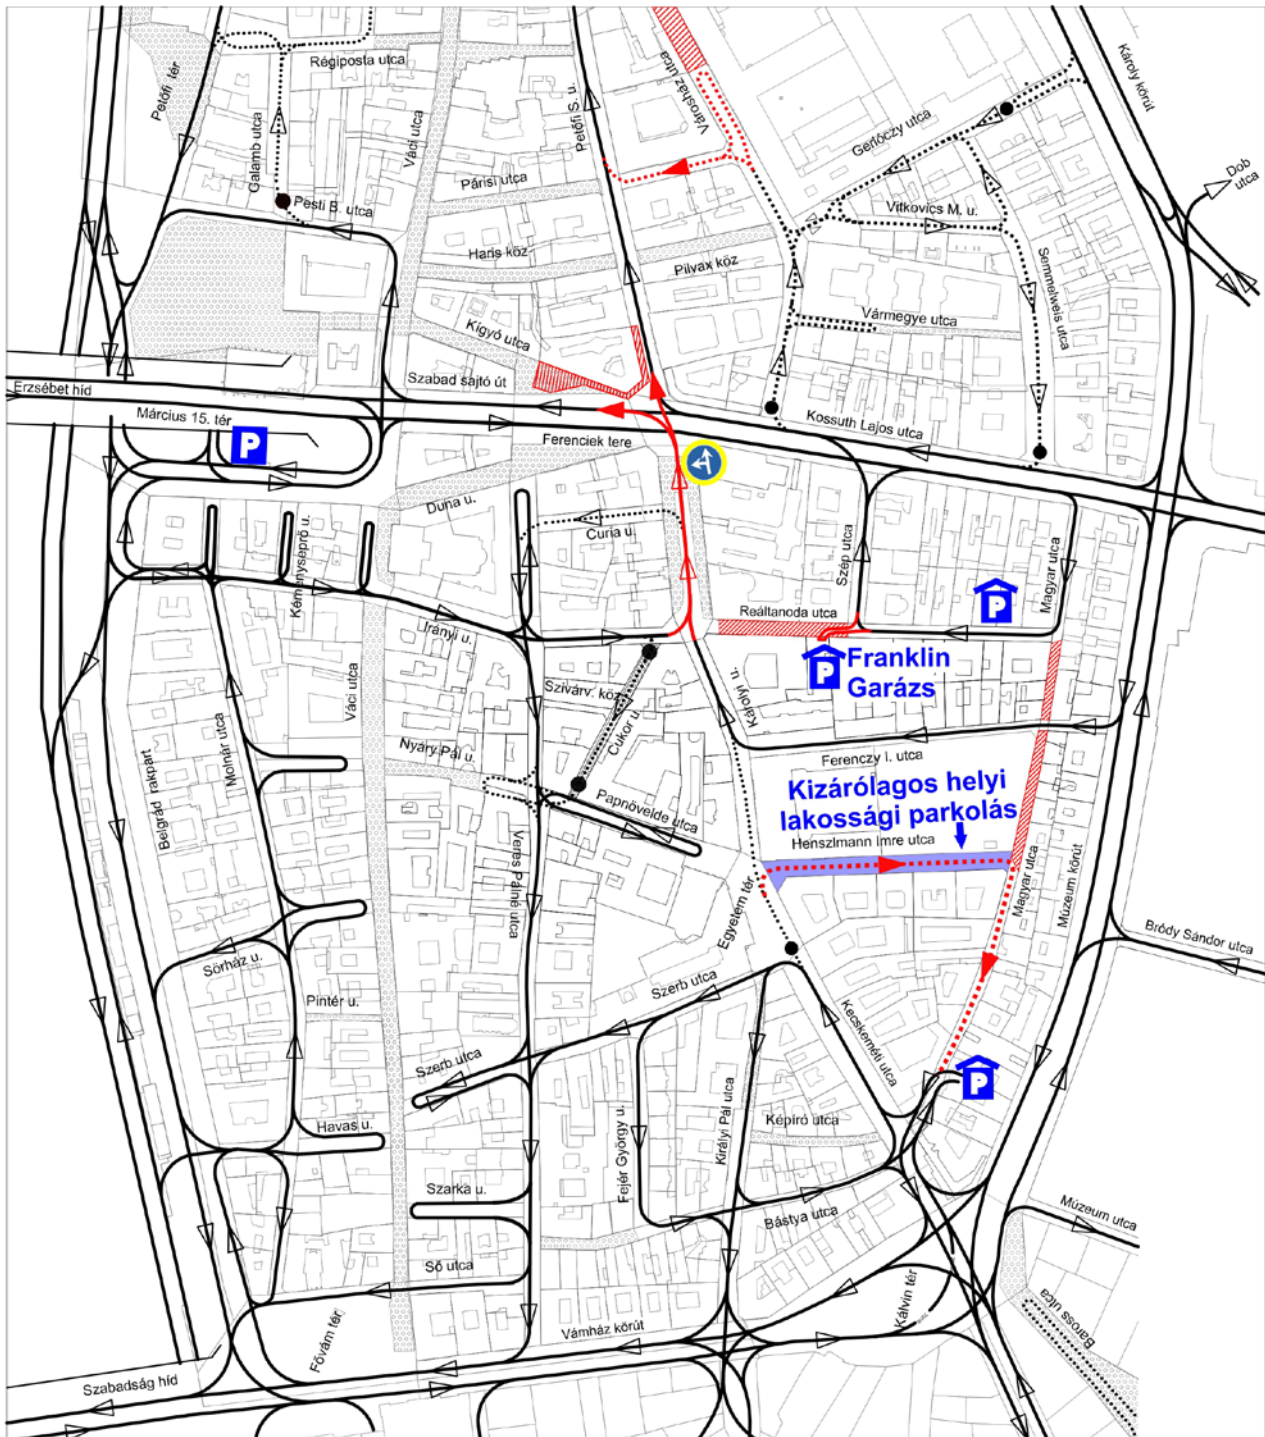 Régiposta utca
Petőfi tér
Galamb utca
Váci utca
Petőfi S. u.
Városház utca
Károly körút
Gerlóczy utca
Dob
utca
Párisi utca
Pesti B. utca
Vitkovics M. u.
Haris köz
Pilvax köz
Semmelweis utca
Vármegye utca
Kígyó utca
Szabad sajtó út
Erzsébet híd
Március 15. tér
P
Kossuth Lajos utca
Ferenciek tere
Duna u.
Curia u.
Kéményseprő u.
Szép utca
Magyar utca
Reáltanoda utca
P
Irányi u.
P
Franklin
Garázs
Váci utca
Szivárv. köz
Cukor u.
Károlyi u.
Molnár utca
Nyáry Pál u.
Ferenczy I. utca
Belgrád rakpart
Kizárólagos helyi
lakossági parkolás
Papnövelde utca
Henszlmann Imre utca
Veres Pálné utca
Magyar utca
Múzeum körút
Egyetem tér
Bródy Sándor utca
Sörház u.
Szerb utca
Pintér u.
Kecskeméti utca
Szerb utca
P
Király Pál utca
Képíró utca
Havas u.
Fejér György u.
Szarka u.
Bástya utca
Múzeum utca
Só utca
Kálvin tér
Baross utca
Fővám tér
Vámház körút
Szabadság híd